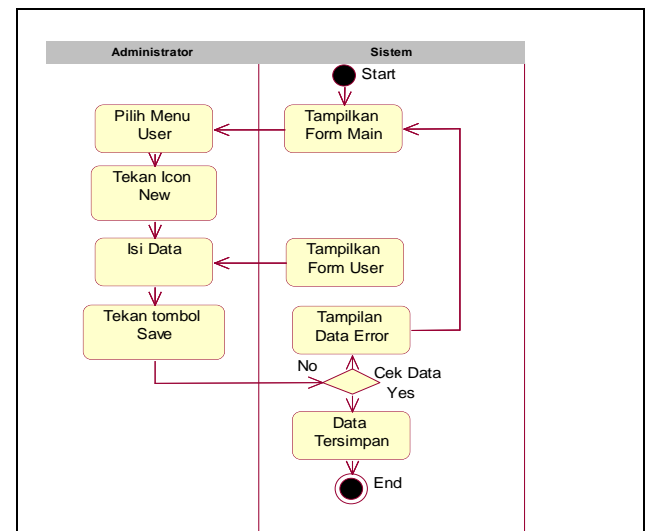 Administrator
Sistem
Start
Tampilkan
Form Main
Pilih Menu
User
Tekan Icon
New
Isi Data
Tampilkan
Form User
Tekan tombol
Save
Tampilan
Data Error
No
Cek Data
Yes
Data
Tersimpan
End